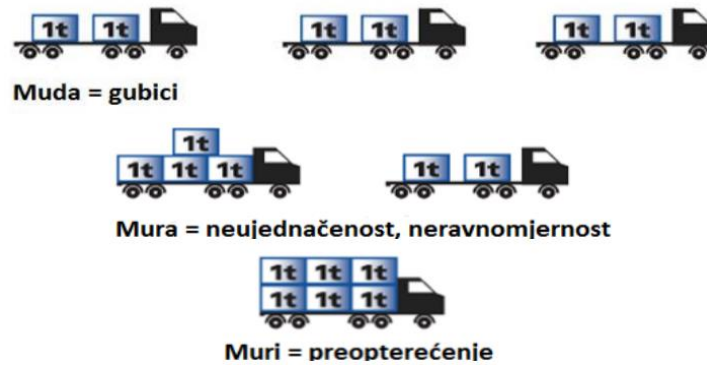 1t 1t 1t 1t 1t 1t
Muda = gubici
1t
1t 1t 1t 1t 1t
Mura = neujednačenost, neravnomjernost
1t 1t 1t
1t 1t 1t
Muri = preopterećenje